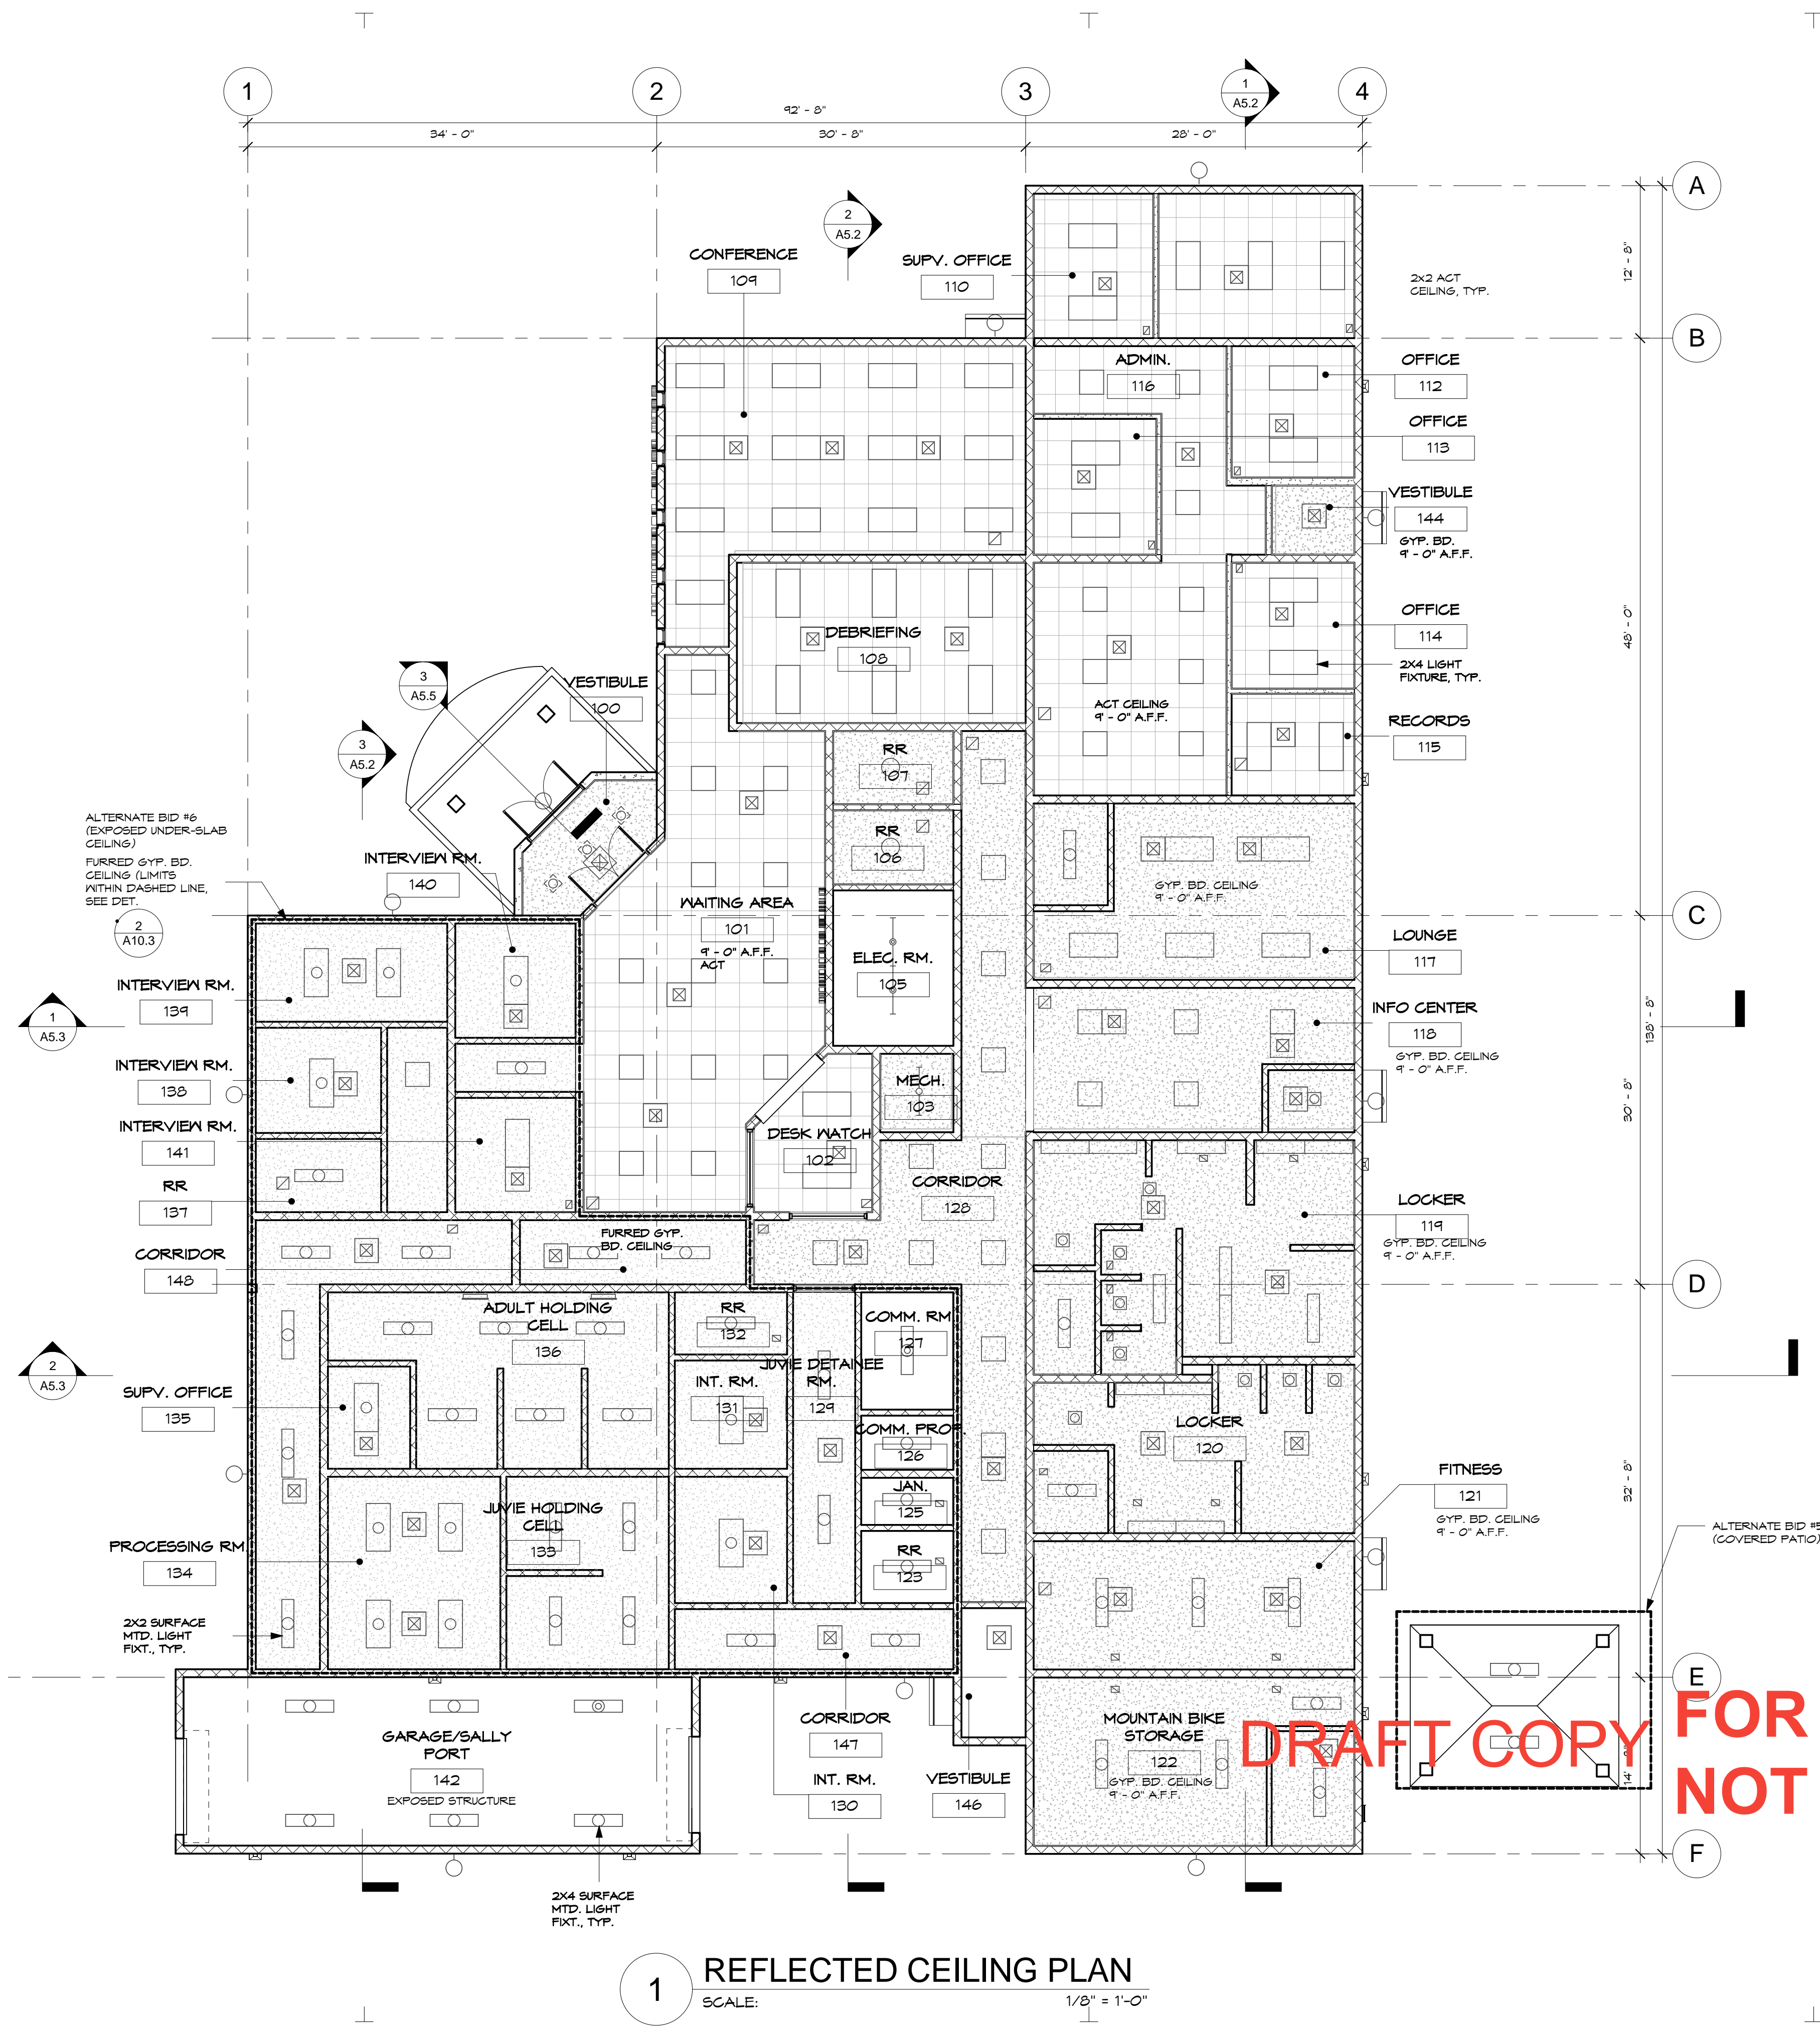 1
2
3
4
1
A5.2
92' - 8"
34' - 0"
30' - 8"
28' - 0"
A
2
A5.2
CONFERENCE
109
SUPV. OFFICE
110
2x2 ACT
CEILING, TYP.
12' - 8"
B
ADMIN.
116
OFFICE
112
OFFICE
113
VESTIBULE
144
GYP. BD.
9' - 0" A.F.F.
48' - 0"
OFFICE
114
2X4 LIGHT
FIXTURE, TYP.
DEBRIEFING
108
3
A5.5
VESTIBULE
100
ACT CEILING
9' - 0" A.F.F.
RECORDS
115
3
A5.2
RR
107
RR
106
ALTERNATE BID #6
(EXPOSED UNDER-SLAB
CEILING)
FURRED GYP. BD.
CEILING (LIMITS
WITHIN DASHED LINE,
SEE DET.
2
A10.3
INTERVIEW RM.
140
WAITING AREA
101
9' - 0" A.F.F.
ACT
GYP. BD. CEILING
9' - 0" A.F.F.
C
LOUNGE
117
ELEC. RM.
105
INTERVIEW RM.
139
1
A5.3
INFO CENTER
118
GYP. BD. CEILING
9' - 0" A.F.F.
138' - 8"
30' - 8"
INTERVIEW RM.
138
MECH.
103
INTERVIEW RM.
141
DESK WATCH
102
RR
137
CORRIDOR
128
LOCKER
119
GYP. BD. CEILING
9' - 0" A.F.F.
CORRIDOR
148
FURRED GYP.
BD. CEILING
D
ADULT HOLDING
CELL
136
RR
132
COMM. RM
127
2
A5.3
JUVIE DETAINEE
RM.
129
INT. RM.
131
SUPV. OFFICE
135
COMM. PROP.
126
LOCKER
120
FITNESS
121
GYP. BD. CEILING
9' - 0" A.F.F.
32' - 8"
JAN.
125
JUVIE HOLDING
CELL
133
PROCESSING RM
134
RR
123
ALTERNATE BID #5
(COVERED PATIO)
2X2 SURFACE
MTD. LIGHT
FIXT., TYP.
E
GARAGE/SALLY
PORT
142
EXPOSED STRUCTURE
CORRIDOR
147
INT. RM.
130
VESTIBULE
146
MOUNTAIN BIKE
STORAGE
122
GYP. BD. CEILING
9' - 0" A.F.F.
DRAFT COPY
FOR
NOT
F
2X4 SURFACE
MTD. LIGHT
FIXT., TYP.
1
REFLECTED CEILING PLAN
SCALE:
1/8" = 1'-0"